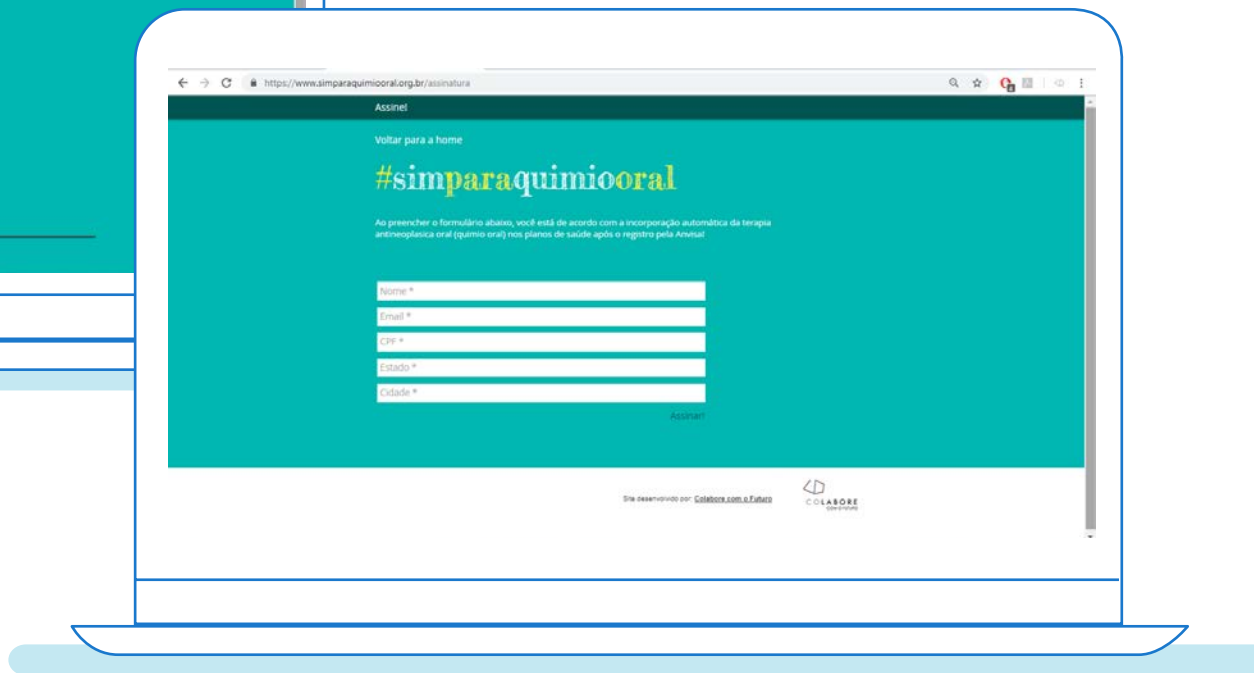 https://www.simparaquimiooral.org.br/assinatura
Assine!
Voltar para a home
#simparaquimiooral
Ao preencher o formulário abaixo, você está de acordo com a incorporação automática da terapia
antineoplasica oral (quimio oral) nos planos de saúde após o registro pela Anvisa!
Nome *
Email *
CPF *
Estado *
Cidade *
Assinar!
Site desenvolvido por: Colabore com o Futuro
COLABORE
COM O FUTURO